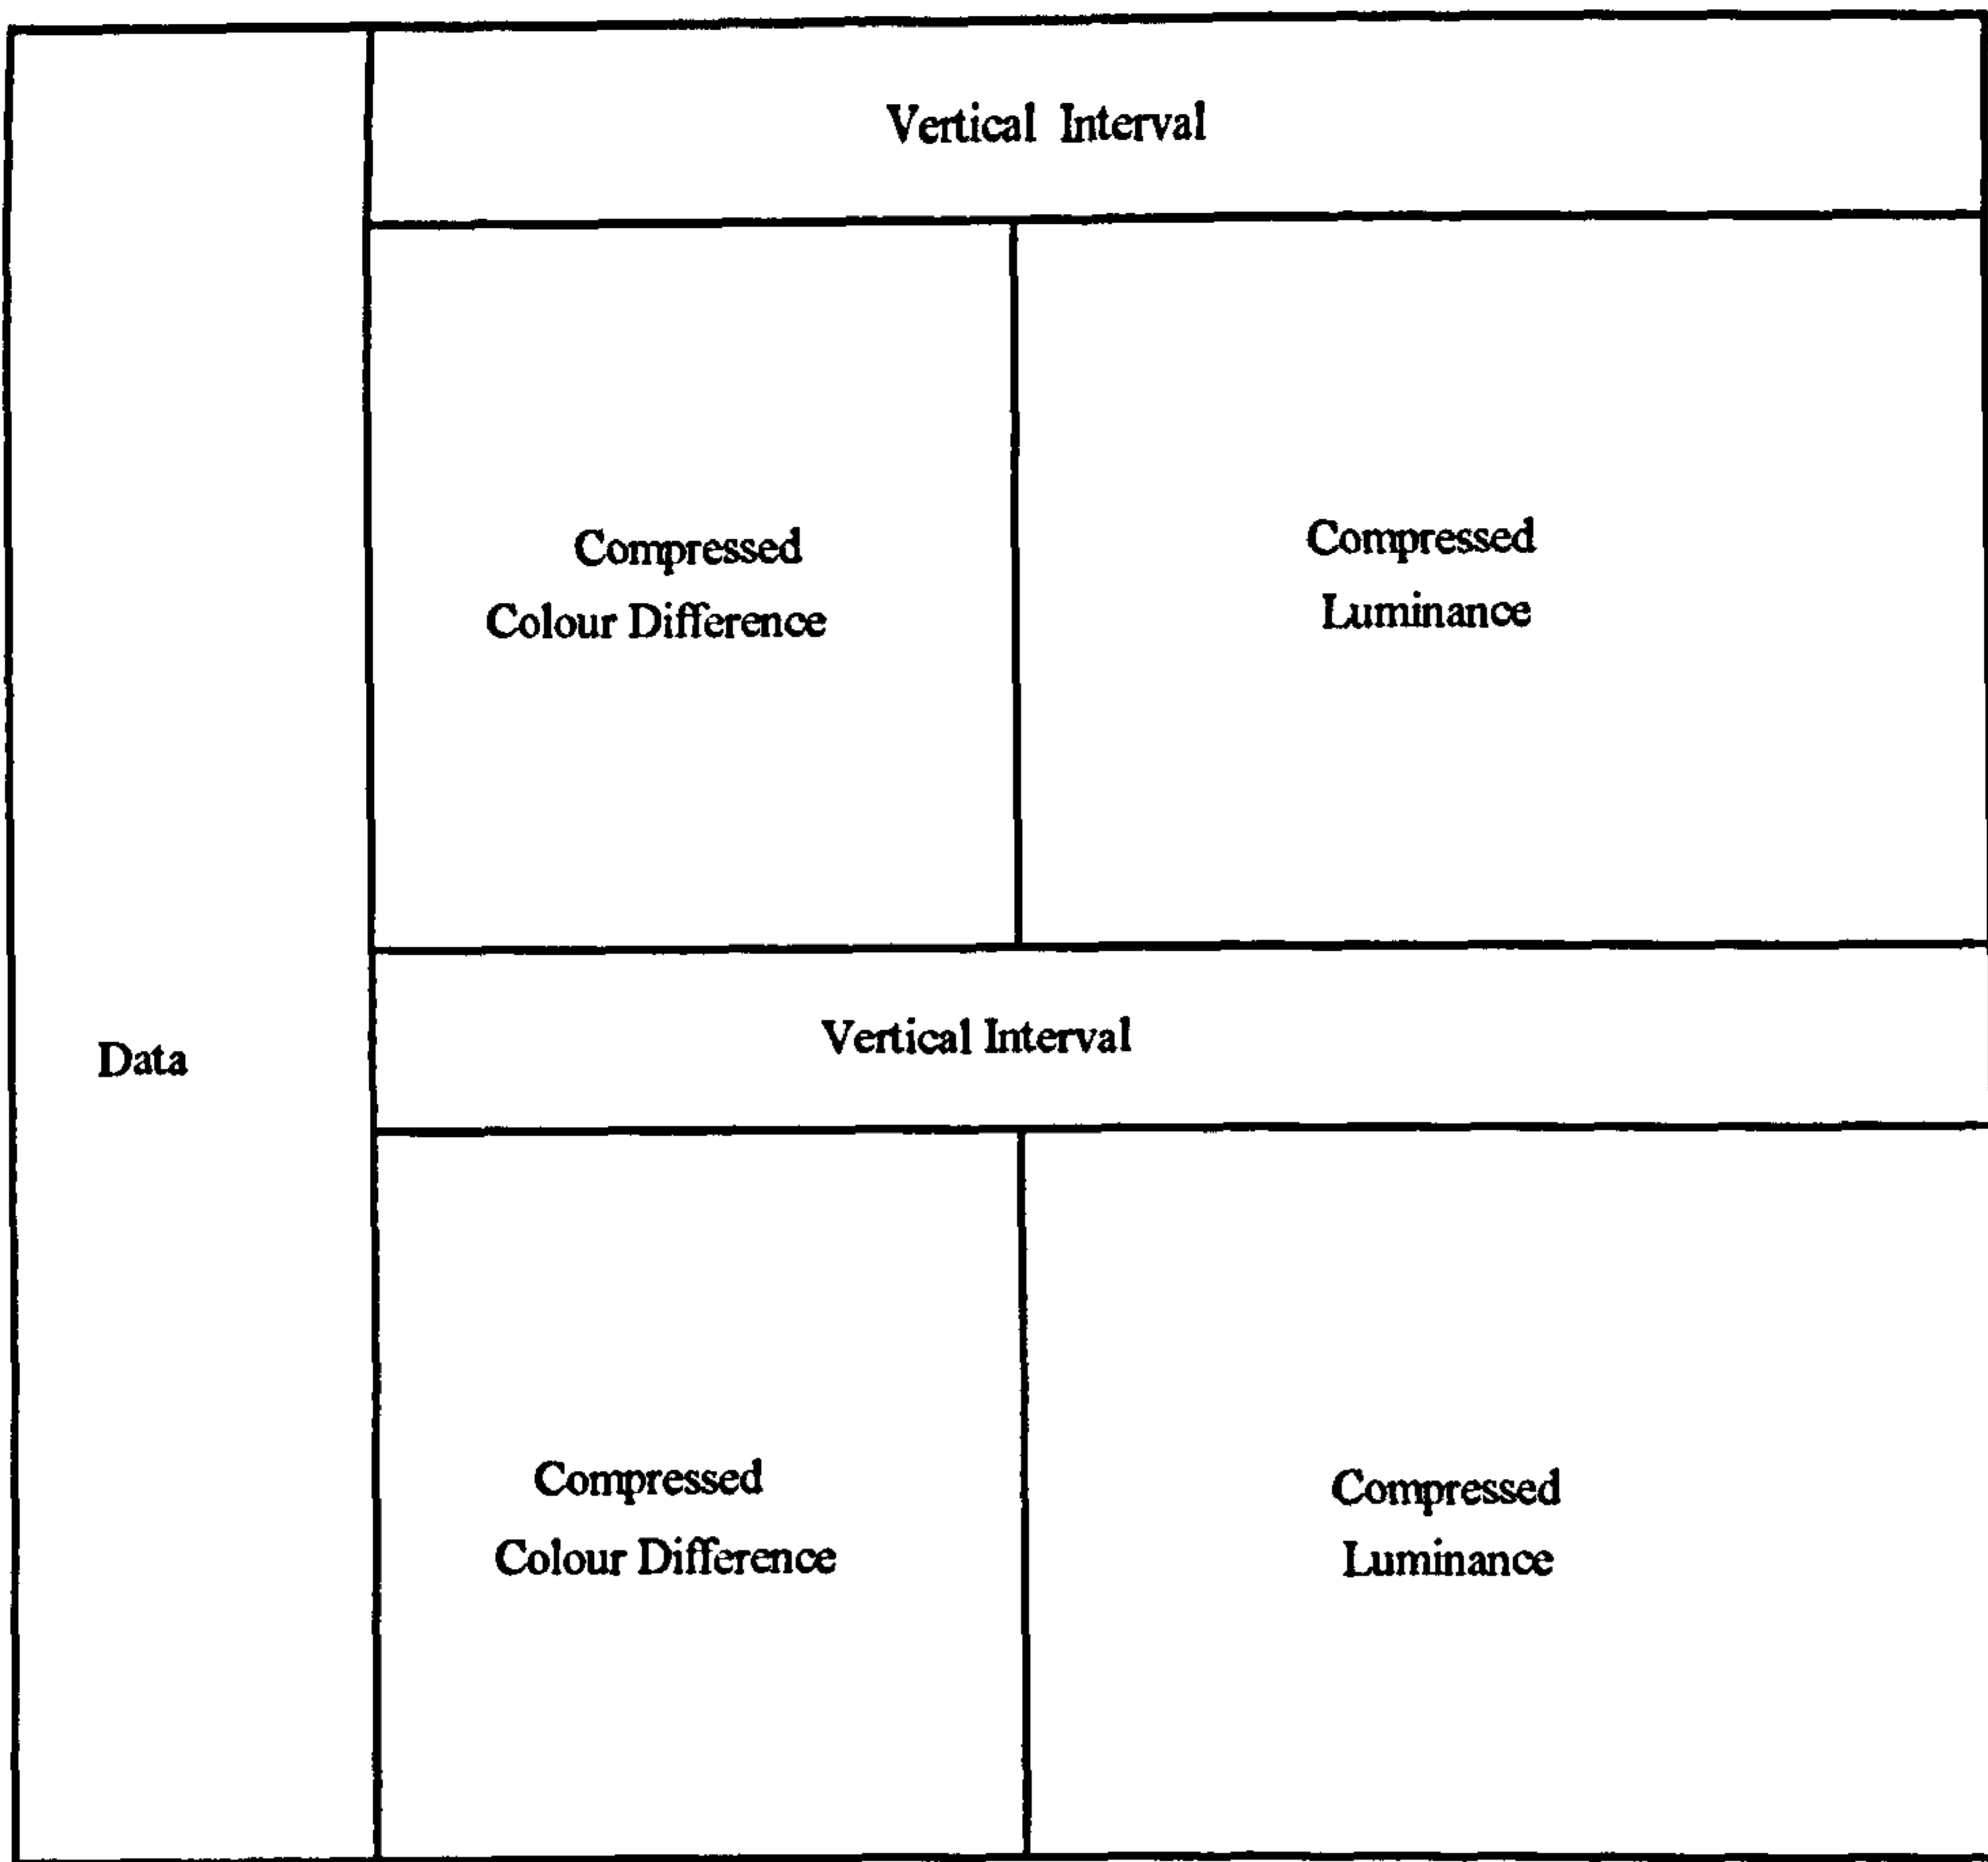 Vertical Interval
Compressed
Colour Difference
Compressed
Luminance
Data
Vertical Interval
Compressed
Colour Difference
Compressed
Luminance